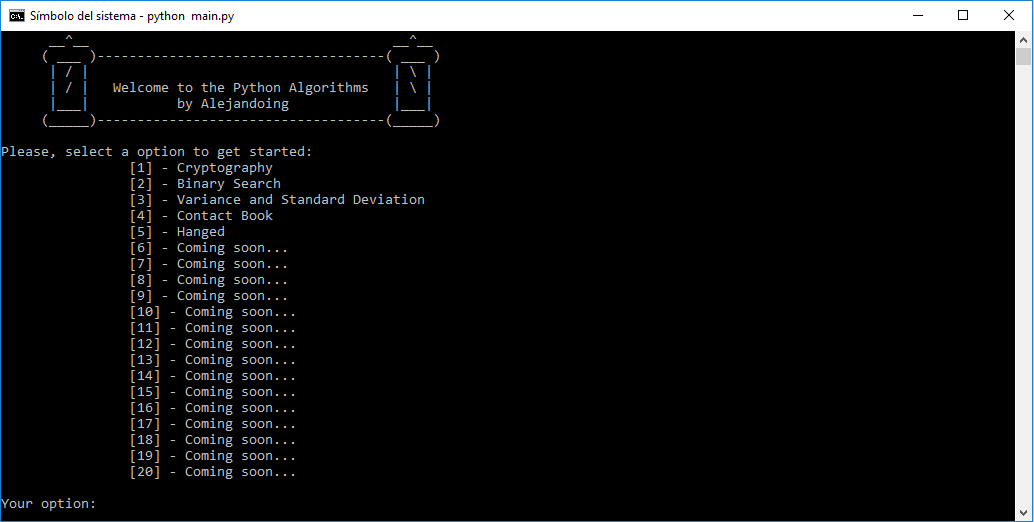 Símbolo del sistema - python  main.py
Welcome to the Python Algorithms
by Alejandoing
Please, select a option to get started:
[1] - Cryptography
[2] - Binary Search
[3] - Variance and Standard Deviation
[4] - Contact Book
[5] - Hanged
[6] - Coming soon...
[7] - Coming soon...
[8] - Coming soon...
[9] - Coming soon...
[10] - Coming soon...
[11] - Coming soon...
[12] - Coming soon...
[13] - Coming soon...
[14] - Coming soon...
[15] - Coming soon...
[16] - Coming soon...
[17] - Coming soon...
[18] - Coming soon...
[19] - Coming soon...
[20] - Coming soon...
Your option: